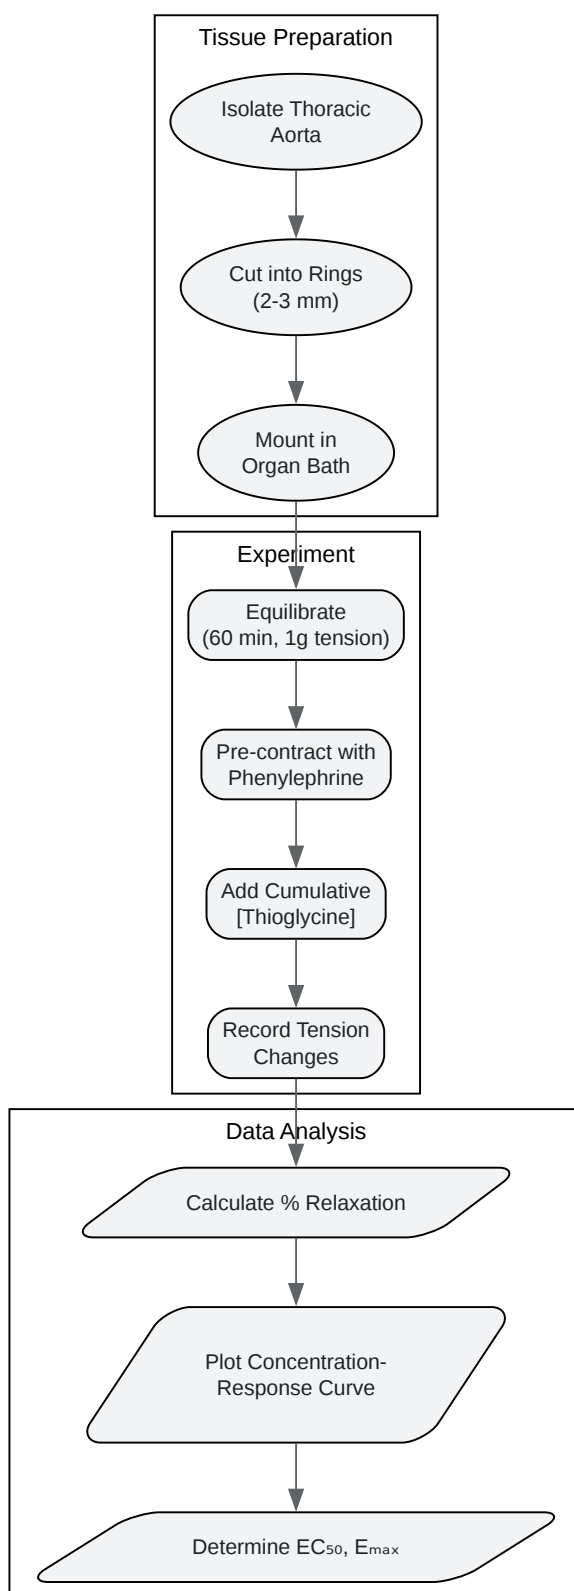 Tissue Preparation
Isolate Thoracic
Aorta
Cut into Rings
(2-3 mm)
Mount in
Organ Bath
Experiment
Equilibrate
(60 min, 1g tension)
Pre-contract with
Phenylephrine
Add Cumulative
[Thioglycine]
Record Tension
Changes
Data Analysis
Calculate % Relaxation
Plot Concentration-
Response Curve
Determine EC₅₀, Eₘₐₓ